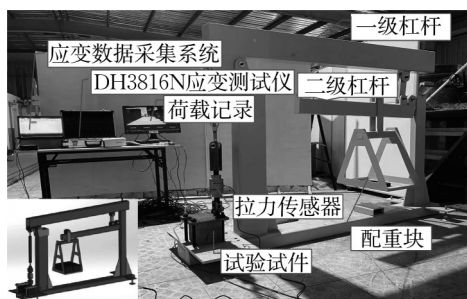 一级杠杆
应变数据采集系统
DH3816N应变测试仪
二级杠杆
荷载记录
拉力传感器
配重块
试验试件